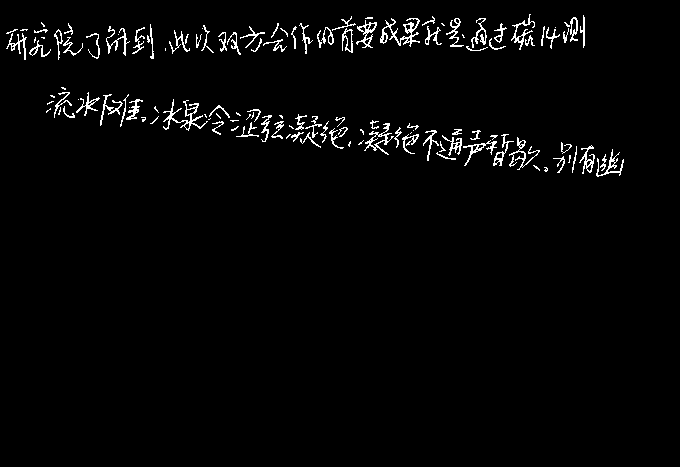 研究院了解到,此次双方合作的首要成果就是通过碳14测
流水下难。冰泉冷涩弦凝绝,凝绝不通声暂歇。别有幽